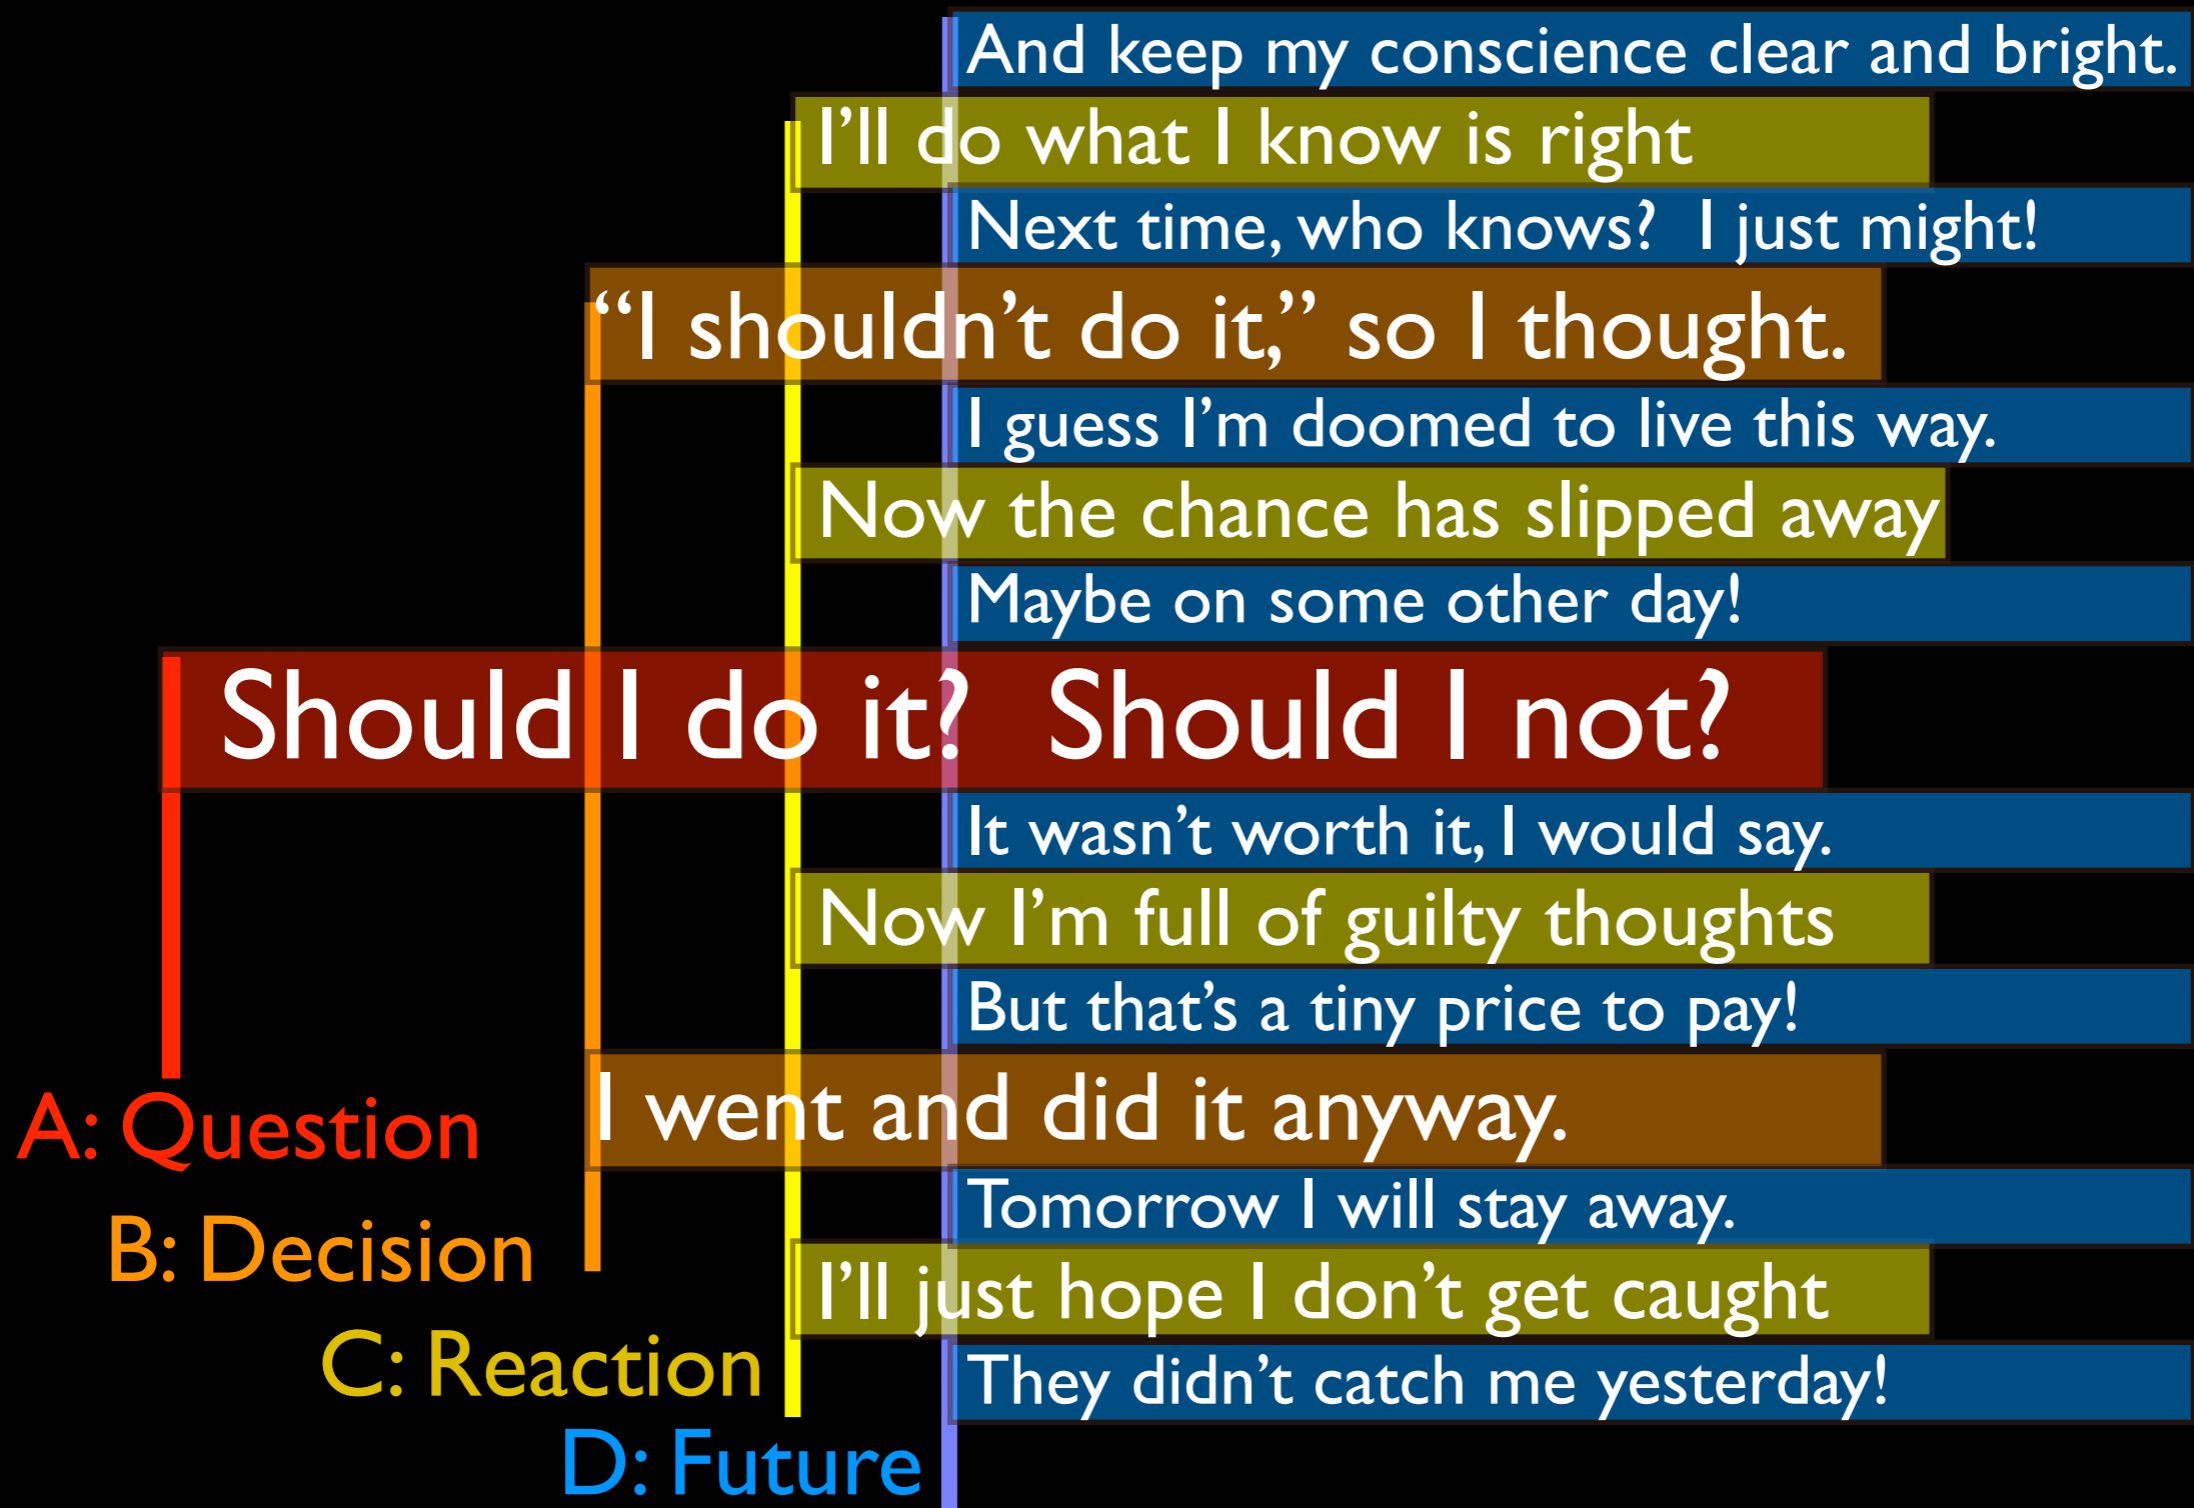 And keep my conscience clear and bright.
I’ll do what I know is right
Next time, who knows?  I just might!
“I shouldn’t do it,” so I thought.
I guess I’m doomed to live this way.
Now the chance has slipped away
Maybe on some other day!
Should I do it?  Should I not?
It wasn’t worth it, I would say.
Now I’m full of guilty thoughts
But that’s a tiny price to pay!
I went and did it anyway.
A: Question
Tomorrow I will stay away.
B: Decision
I’ll just hope I don’t get caught
C: Reaction
They didn’t catch me yesterday!
D: Future